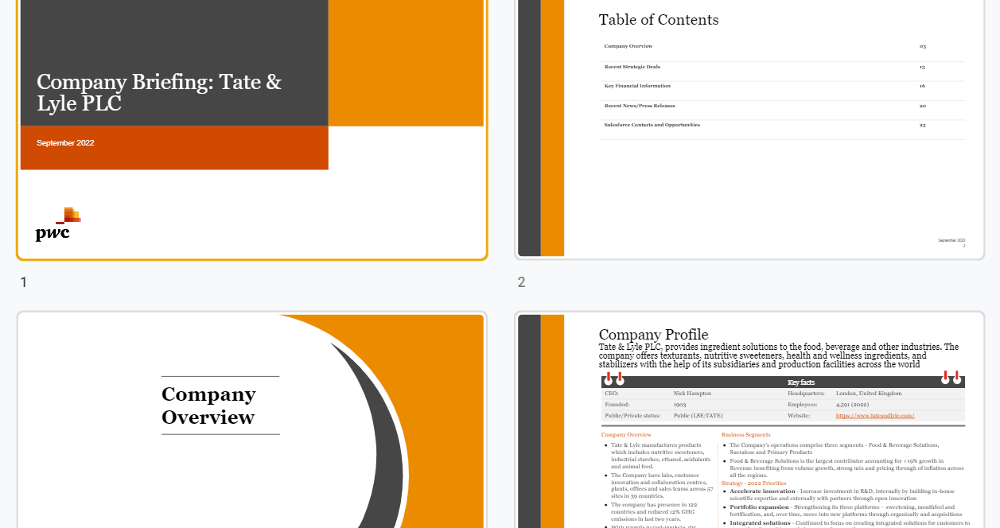 Company Briefing: Tate &
Lyle PLC
September 2022
pwc
1
Table of Contents
Company Overview 03
Recent Strategic Deals 13
Key Financial Information 16
Recent News/Press Releases 20
Salesforce Contacts and Opportunities 23
September 2022
2
2
Company
Overview
Company Profile
Tate & Lyle PLC, provides ingredient solutions to the food, beverage and other industries. The
company offers texturants, nutritive sweeteners, health and wellness ingredients, and
stabilizers with the help of its subsidiaries and production facilities across the world
Key facts
CEO: Nick Hampton Headquarters: London, United Kingdom
Founded: 1903 Employees: 4,591 (2022)
Public/Private status: Public (LSE:TATE) Website: https://www.tateandlyle.com/
Company Overview
• Tate & Lyle manufactures products
which includes nutritive sweeteners,
industrial starches, ethanol, acidulants
and animal feed.
• The Company have labs, customer
innovation and collaboration centres,
plants, offices and sales teams across 57
sites in 39 countries.
• The company has presence in 122
countries and reduced 12% GHG
emissions in last two years.
Business Segments
• The Company's operations comprise three segments - Food & Beverage Solutions,
Sucralose and Primary Products
• Food & Beverage Solutions is the largest contributor accounting for +19% growth in
Revenue benefiting from volume growth, strong mix and pricing through of inflation across
all the regions.
Strategy - 2022 Priorities
• Accelerate innovation - Increase investment in R&D, internally by building in-house
scientific expertise and externally with partners through open innovation
• Portfolio expansion - Strengthening its three platforms – sweetening, mouthfeel and
fortification, and, over time, move into new platforms through organically and acquisitions
• Integrated solutions - Continued to focus on creating integrated solutions for customers to